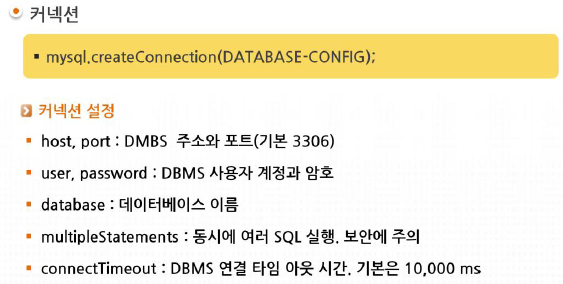 커넥션
mysql.createConnection(DATABASE-CONFIG);
커넥션 설정
host, port : DMBS 주소와 포트(기본 3306)
user, password : DBMS 사용자 계정과 암호
database : 데이터베이스 이름
multipleStatements : 동시에 여러 SQL 실행. 보안에 주의
connectTimeout : DBMS 연결 타임 아웃 시간. 기본은 10,000 ms